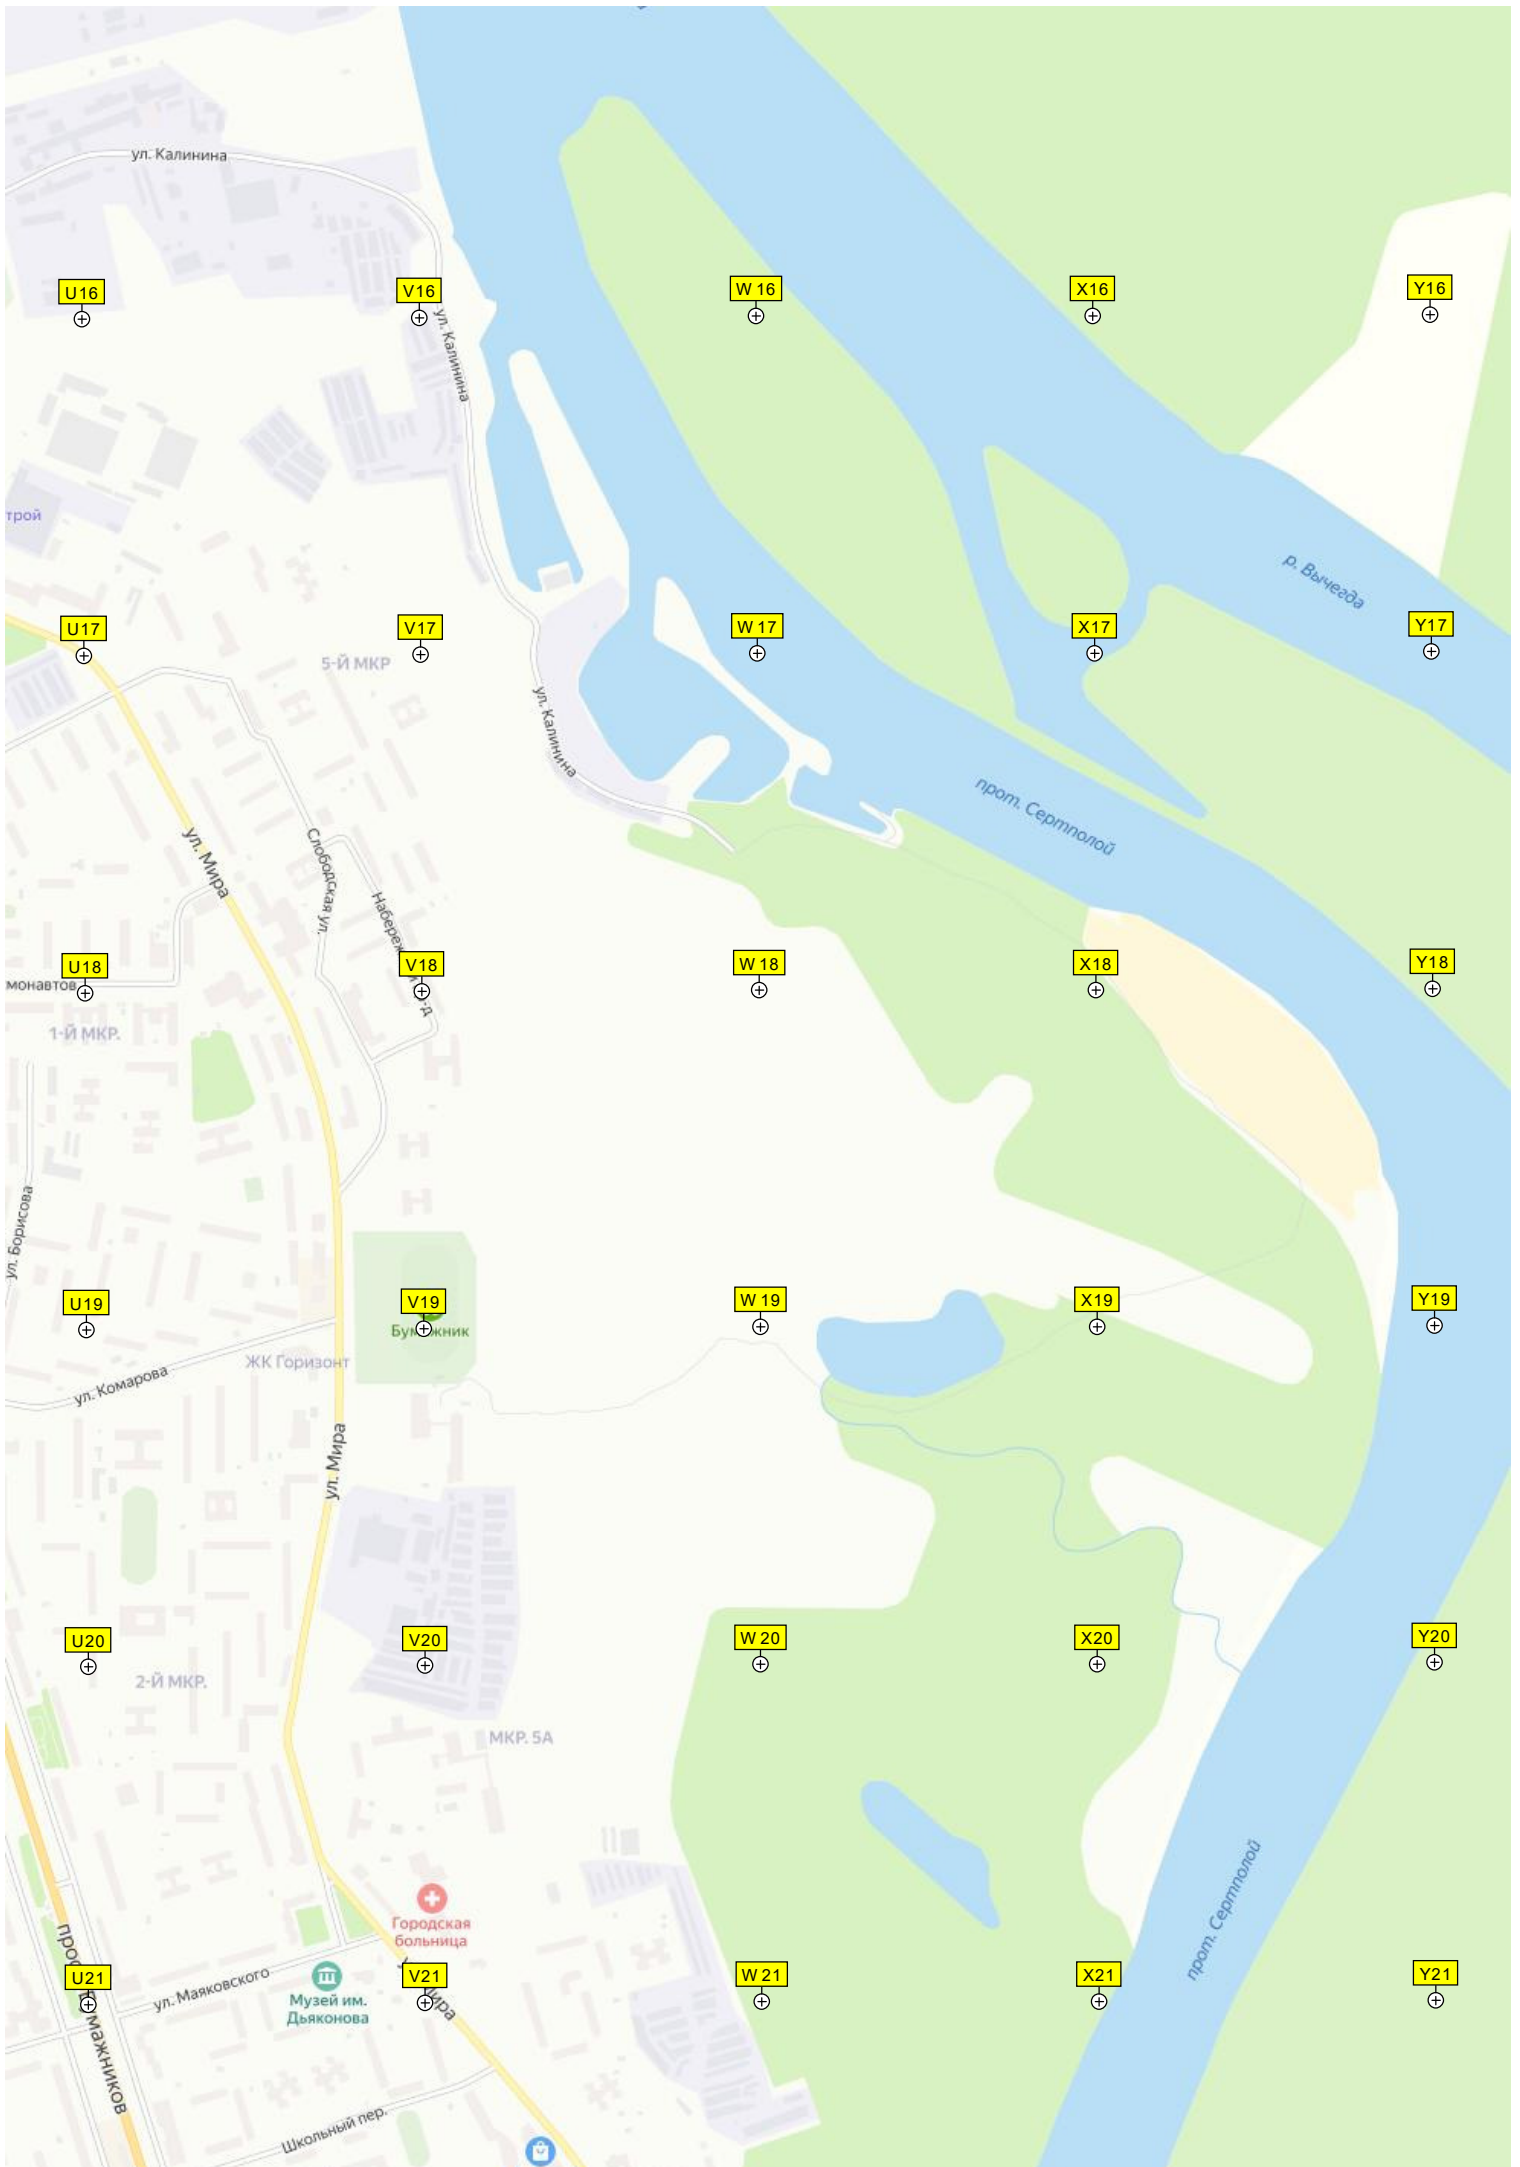 ул. Калинина
U16
V16
W 16
X16
Y16
ул. Калинина
трой
р. Вычегда
U17
V17
W 17
X17
Y17
5-Й МКР
ул. Калинина
прот. Сертполой
ул. Мира
Слободская ул.
U18
V18
W 18
X18
Y18
монавтов
1-Й МКР.
ул. Борисова
U19
V19
W 19
X19
Y19
ЖК Горизонт
ул. Комарова
ул. Мира
U20
V20
W 20
X20
Y20
2-Й МКР.
МКР. 5А
прот. Сертполой
Городская
больница
U21
V21
W 21
X21
Y21
ул. Маяковского
Музей им.
Дьяконова
Школьный пер.